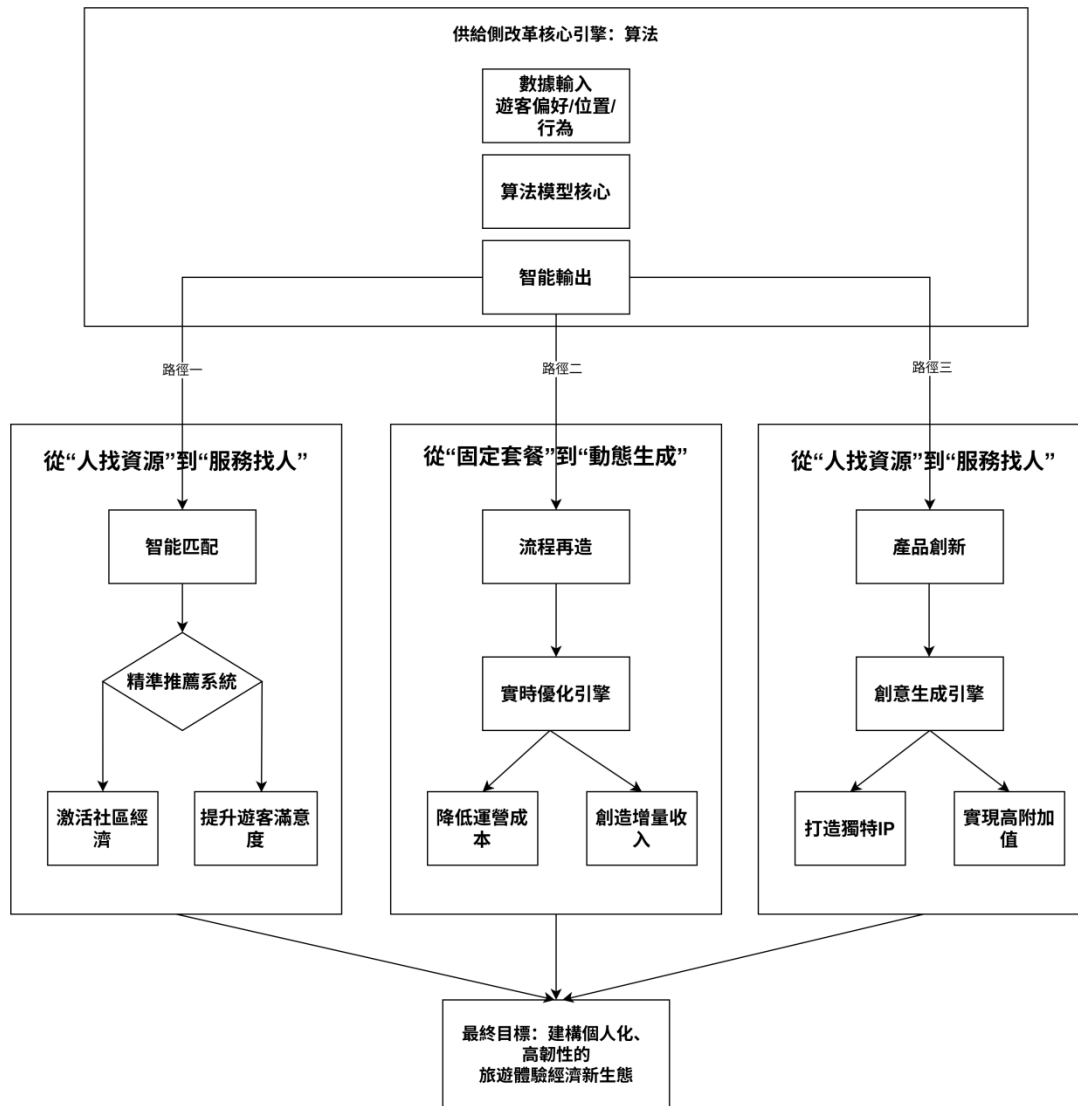 供給側改革核心引擎：算法
數據輸入
遊客偏好/位置/
行為
算法模型核心
智能輸出
路徑一
路徑二
路徑三
從“人找資源”到“服務找人”
智能匹配
精準推薦系統
激活社區經
濟
提升遊客滿意
度
從“固定套餐”到“動態生成”
流程再造
實時優化引擎
降低運營成
本
創造增量收
入
從“人找資源”到“服務找人”
產品創新
創意生成引擎
打造獨特IP
實現高附加
值
最終目標：建構個人化、
高韌性的
旅遊體驗經濟新生態